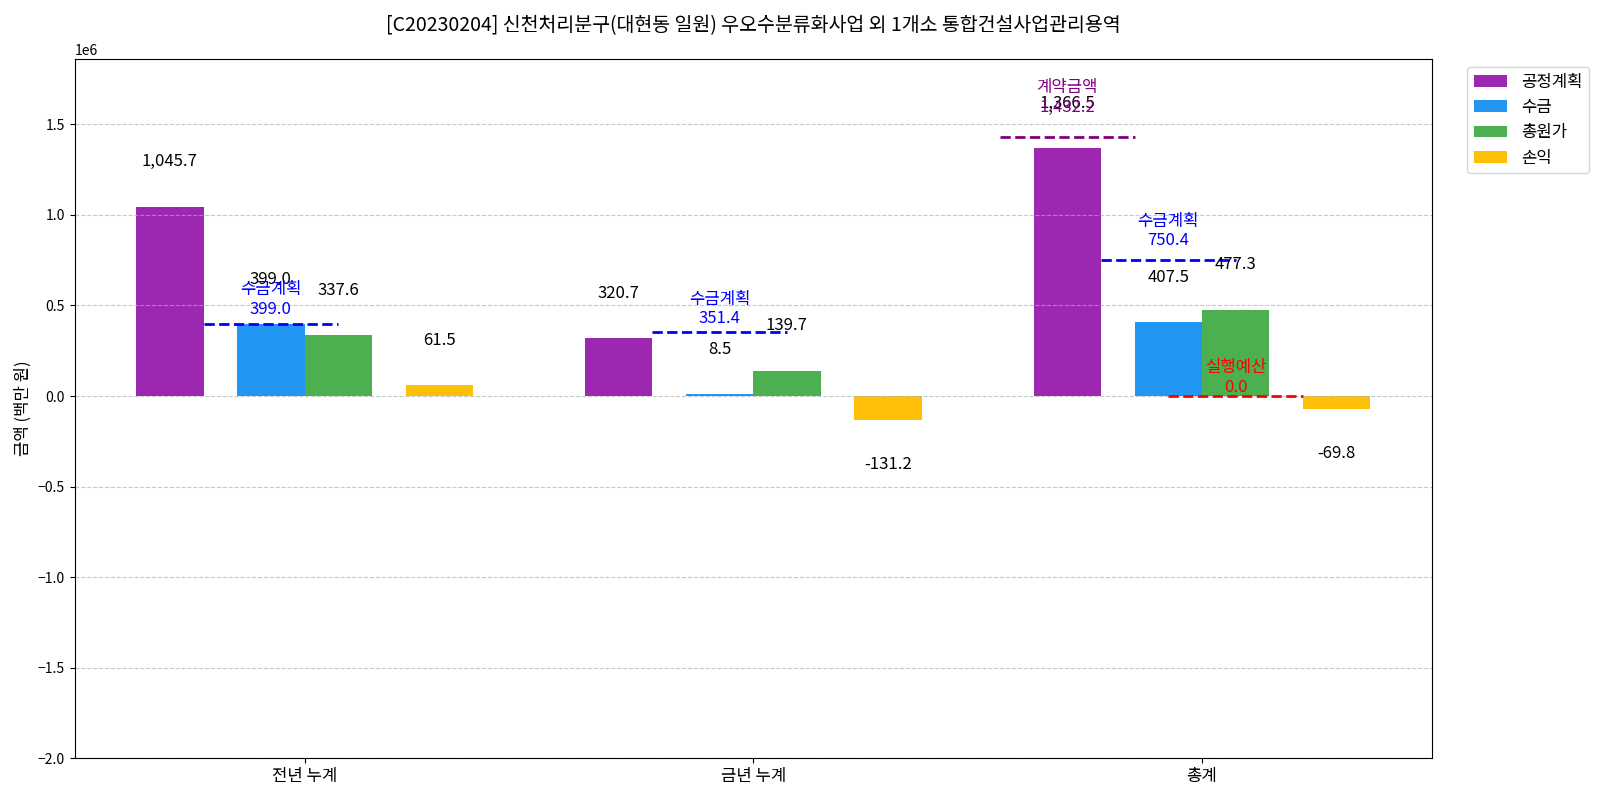 [C20230204] 신천처리분구(대현동 일원) 우오수분류화사업 외 1개소 통합건설사업관리용역
1e6
금액 (백만 원)
1.5
1.0
0.5
0.0
−0.5
−1.0
−1.5
−2.0
1,045.7
399.0
수금계획
399.0
337.6
61.5
320.7
수금계획
351.4
8.5
139.7
-131.2
계약금액
1,366.5
1,432.2
수금계획
750.4
407.5
477.3
실행예산
0.0
-69.8
전년 누계
금년 누계
총계
공정계획
수금
총원가
손익